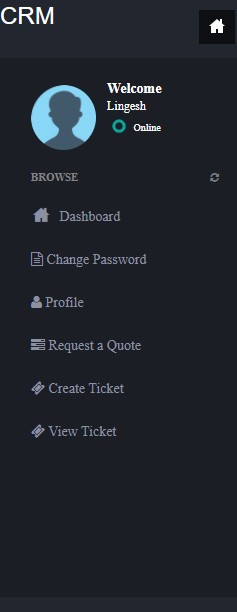 CRM
Welcome
Lingesh
Online
BROWSE
Dashboard
Change Password
Profile
Request a Quote
Create Ticket
View Ticket